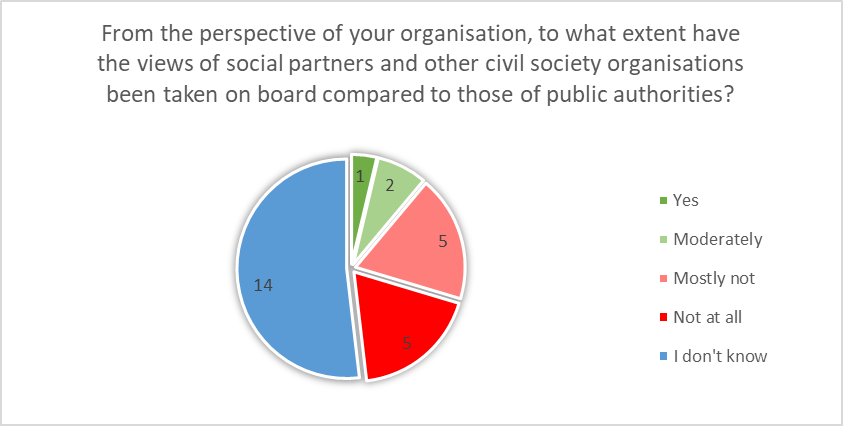 From the perspective of your organisation, to what extent have
the views of social partners and other civil society organisations
been taken on board compared to those of public authorities?
1
2
5
5
14
Yes
Moderately
Mostly not
Not at all
I don't know